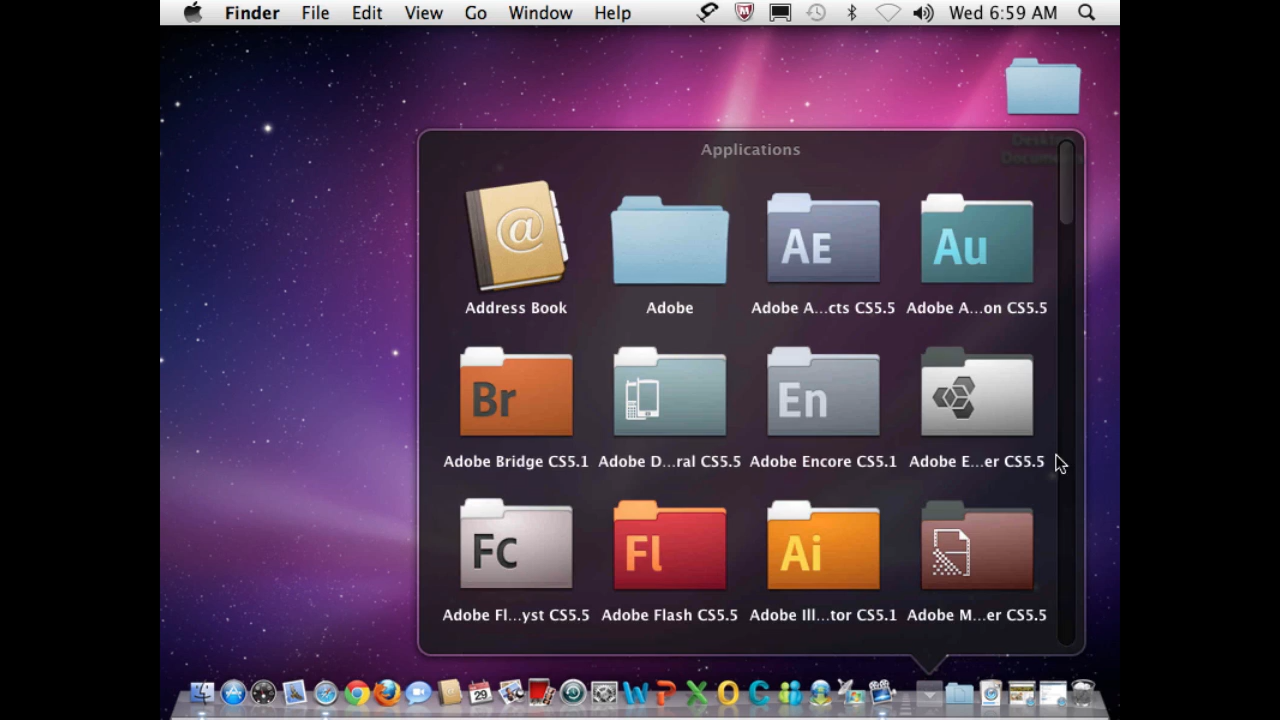 Finder File Edit View Go Window Help Wed 6:59 AM
Applications
@
AE
Au
Address Book
Adobe
Adobe A...cts CS5.5
Adobe A...on CS5.5
Br
En
Adobe Bridge CS5.1
Adobe D...ral CS5.5
Adobe Encore CS5.1
Adobe E...er CS5.5
Fc
Fl
Ai
Adobe Fl...yst CS5.5
Adobe Flash CS5.5
Adobe Ill...tor CS5.1
Adobe M...er CS5.5
29